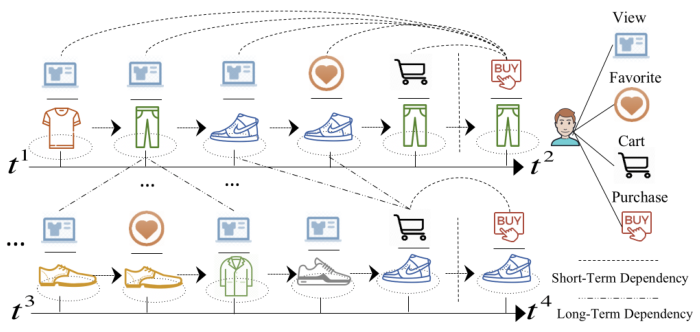 View
Favorite
BUY
t1
t2
Cart
...
...
Purchase
BUY
...
BUY
Short-Term Dependency
t3
t4
Long-Term Dependency